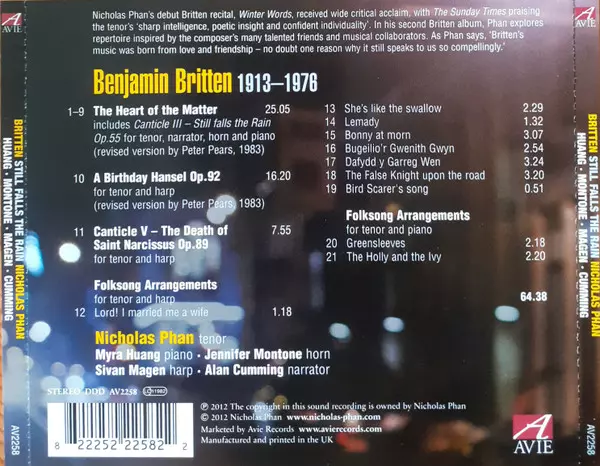 Nicholas Phan's debut Britten recital, Winter Words, received wide critical acclaim, with The Sunday Times praising
the tenor's 'sharp intelligence, poetic insight and confident individuality'. In his second Britten album, Phan explores
repertoire inspired by the composer's many talented friends and musical collaborators. As Phan says, 'Britten's
music was born from love and friendship – no doubt one reason why it still speaks to us so compellingly.'
Benjamin Britten 1913–1976
1–9 The Heart of the Matter 25.05
includes Canticle III – Still falls the Rain
Op.55 for tenor, narrator, horn and piano
(revised version by Peter Pears, 1983)
10 A Birthday Hansel Op.92 16.20
for tenor and harp
(revised version by Peter Pears, 1983)
11 Canticle V – The Death of 7.55
Saint Narcissus Op.89
for tenor and harp
Folksong Arrangements
for tenor and harp
12 Lord! I married me a wife 1.18
13 She's like the swallow 2.29
14 Lemady 1.32
15 Bonny at morn 3.07
16 Bugeilio'r Gwenith Gwyn 2.54
17 Dafydd y Garreg Wen 3.24
18 The False Knight upon the road 3.20
19 Bird Scarer's song 0.51
Folksong Arrangements
for tenor and piano
20 Greensleeves 2.18
21 The Holly and the Ivy 2.20
64.38
Nicholas Phan tenor
Myra Huang piano · Jennifer Montone horn
Sivan Magen harp · Alan Cumming narrator
STEREO DDD AV2258 LC 11982
8 22252 22582 2
℗ 2012 The copyright in this sound recording is owned by Nicholas Phan
© 2012 Nicholas Phan www.nicholas-phan.com
Marketed by Avie Records www.avierecords.com
Manufactured and printed in the UK
A
AVIE
A
AVIE
BRITTEN STILL FALLS THE RAIN NICHOLAS PHAN
HUANG · MONTONE · MAGEN · CUMMING
AV2258
A
AVIE
BRITTEN STILL FALLS THE RAIN NICHOLAS PHAN
HUANG · MONTONE · MAGEN · CUMMING
AV2258